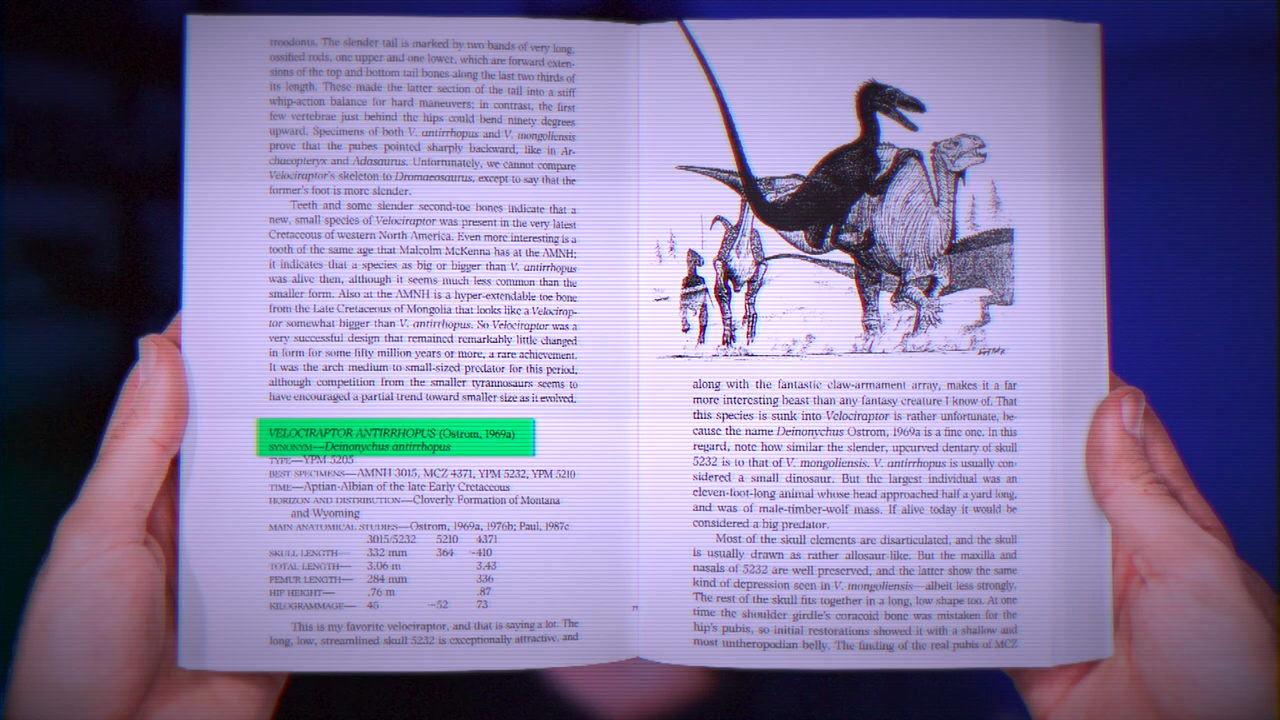 troodonts. The slender tail is marked by two bands of very long,
ossified rods, one upper and one lower, which are forward exten-
sions of the top and bottom tail bones along the last two thirds of
its length. These made the latter section of the tail into a stiff
whip-action balance for hard maneuvers; in contrast, the first
few vertebrae just behind the hips could bend ninety degrees
upward. Specimens of both V. antirrhopus and V. mongoliensis
prove that the pubes pointed sharply backward, like in Ar-
chaeopteryx and Adasaurus. Unfortunately, we cannot compare
Velociraptor's skeleton to Dromaeosaurus, except to say that the
former's foot is more slender.
Teeth and some slender second-toe bones indicate that a
new, small species of Velociraptor was present in the very latest
Cretaceous of western North America. Even more interesting is a
tooth of the same age that Malcolm McKenna has at the AMNH;
it indicates that a species as big or bigger than V. antirrhopus
was alive then, although it seems much less common than the
smaller form. Also at the AMNH is a hyper-extendable toe bone
from the Late Cretaceous of Mongolia that looks like a Velocirap-
tor somewhat bigger than V. antirrhopus. So Velociraptor was a
very successful design that remained remarkably little changed
in form for some fifty million years or more, a rare achievement.
It was the arch medium-to-small-sized predator for this period,
although competition from the smaller tyrannosaurs seems to
have encouraged a partial trend toward smaller size as it evolved.
VELOCIRAPTOR ANTIRRHOPUS (Ostrom, 1969a)
SYNONYM—Deinonychus antirrhopus
TYPE—YPM 5205
BEST SPECIMENS—AMNH 3015, MCZ 4371, YPM 5232, YPM 5210
TIME—Aptian-Albian of the late Early Cretaceous
HORIZON AND DISTRIBUTION—Cloverly Formation of Montana
and Wyoming
MAIN ANATOMICAL STUDIES—Ostrom, 1969a, 1976b; Paul, 1987c
3015/5232 5210 4371
SKULL LENGTH— 332 mm 364 ~410
TOTAL LENGTH— 3.06 m 3.43
FEMUR LENGTH— 284 mm 336
HIP HEIGHT— .76 m .87
KILOGRAMMAGE— 45 ~52 73
This is my favorite velociraptor, and that is saying a lot. The
long, low, streamlined skull 5232 is exceptionally attractive, and
along with the fantastic claw-armament array, makes it a far
more interesting beast than any fantasy creature I know of. That
this species is sunk into Velociraptor is rather unfortunate, be-
cause the name Deinonychus Ostrom, 1969a is a fine one. In this
regard, note how similar the slender, upcurved dentary of skull
5232 is to that of V. mongoliensis. V. antirrhopus is usually con-
sidered a small dinosaur. But the largest individual was an
eleven-foot-long animal whose head approached half a yard long,
and was of male-timber-wolf mass. If alive today it would be
considered a big predator.
Most of the skull elements are disarticulated, and the skull
is usually drawn as rather allosaur-like. But the maxilla and
nasals of 5232 are well preserved, and the latter show the same
kind of depression seen in V. mongoliensis—albeit less strongly.
The rest of the skull fits together in a long, low shape too. At one
time the shoulder girdle's coracoid bone was mistaken for the
hip's pubis, so initial restorations showed it with a shallow and
most untheropodian belly. The finding of the real pubis of MCZ